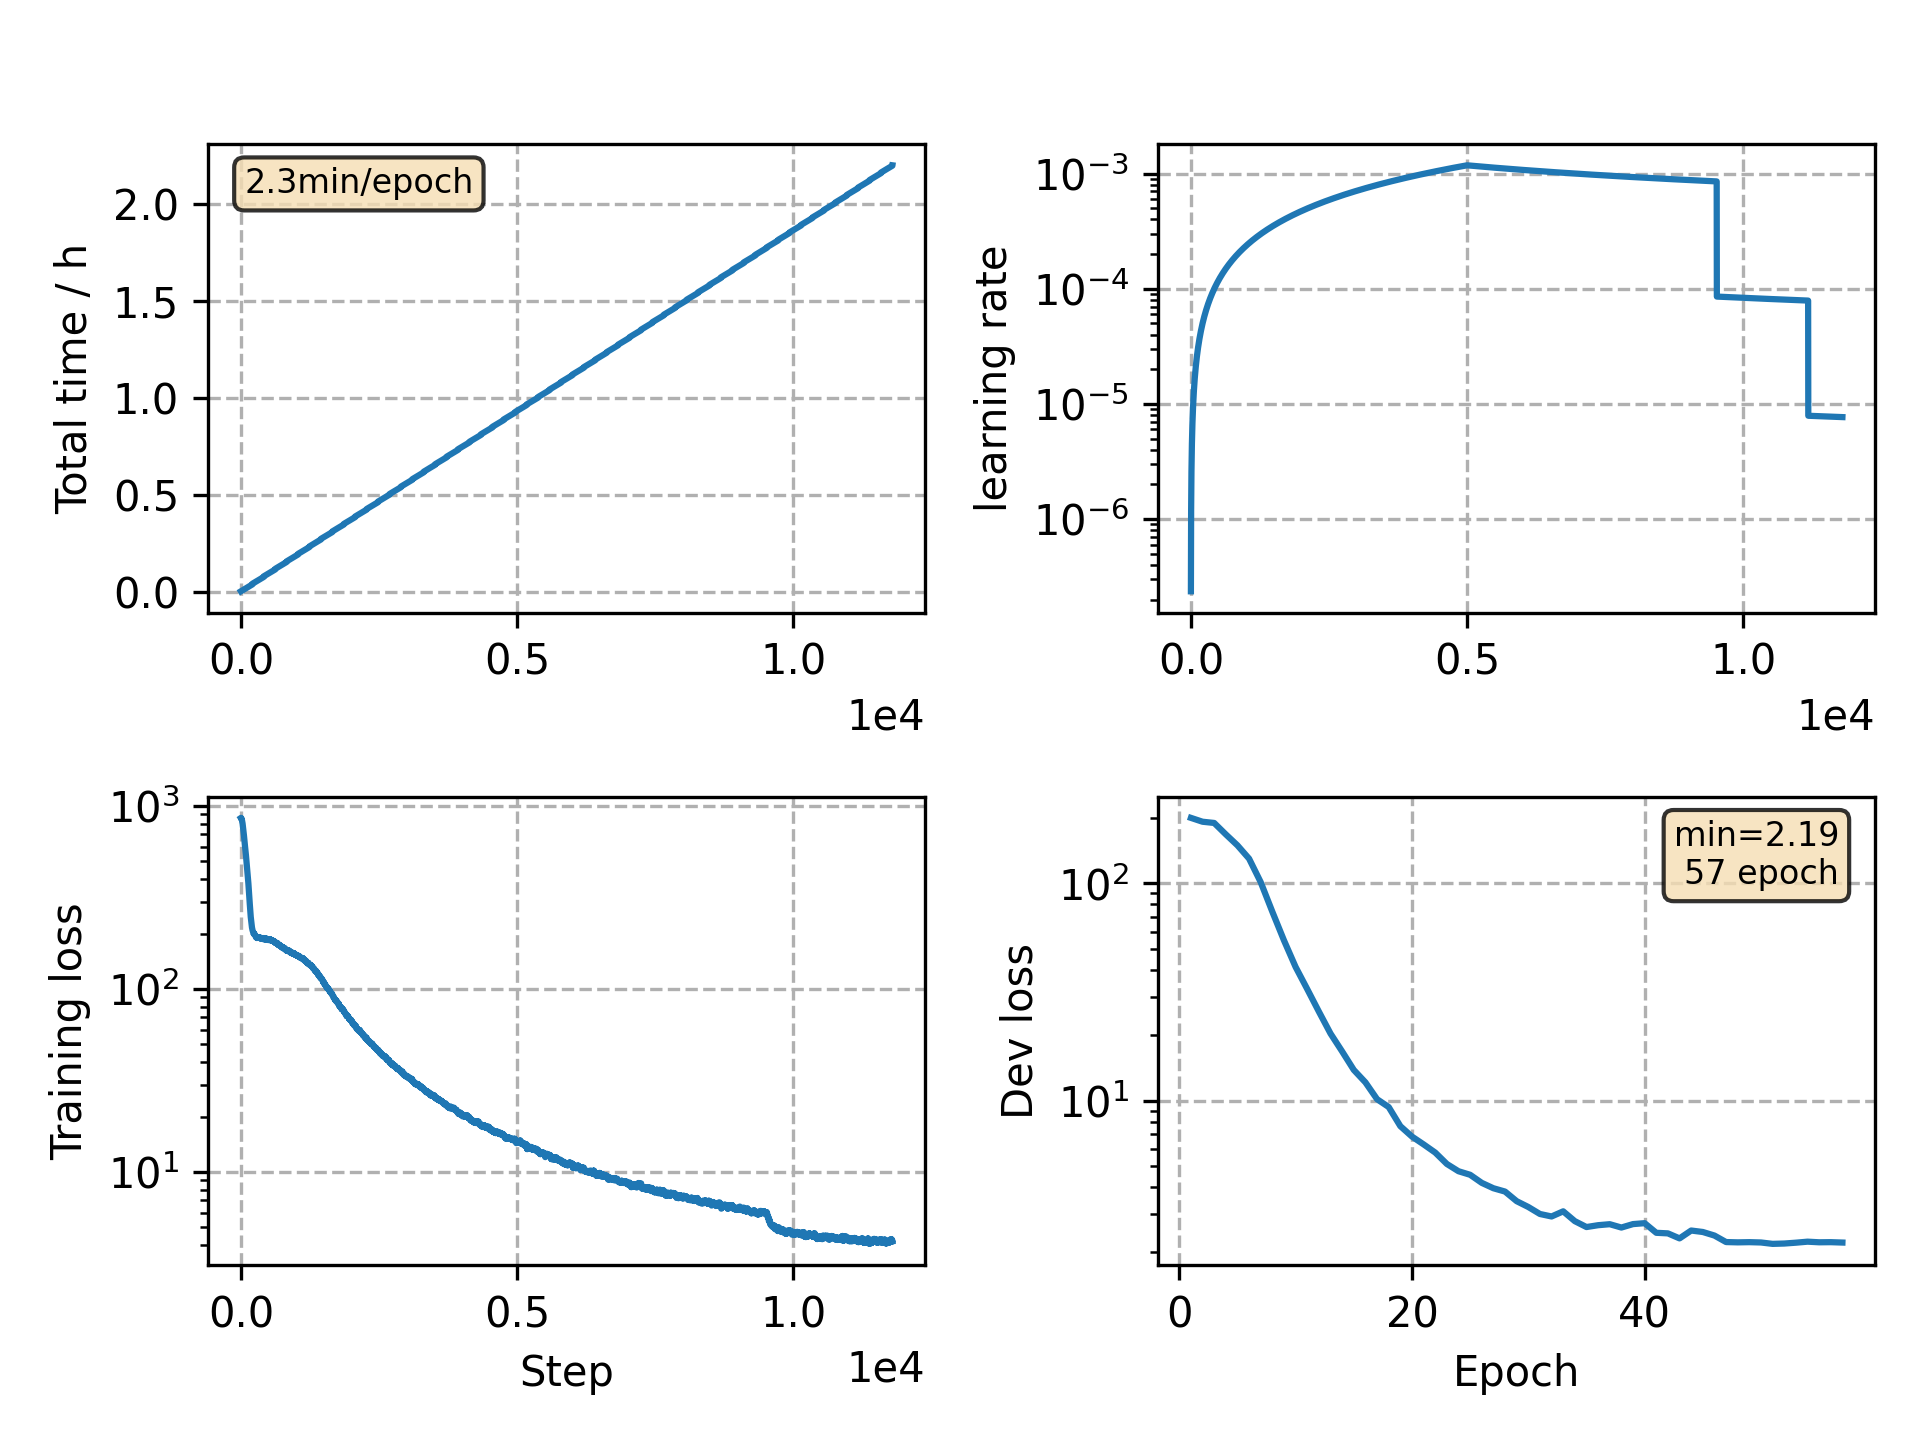 Total time / h
2.3min/epoch
2.0
1.5
1.0
0.5
0.0
0.0 0.5 1.0
1e4
learning rate
10⁻³
10⁻⁴
10⁻⁵
10⁻⁶
0.0 0.5 1.0
1e4
Training loss
10³
10²
10¹
0.0 0.5 1.0
1e4
Step
Dev loss
min=2.19
57 epoch
10²
10¹
0 20 40
Epoch